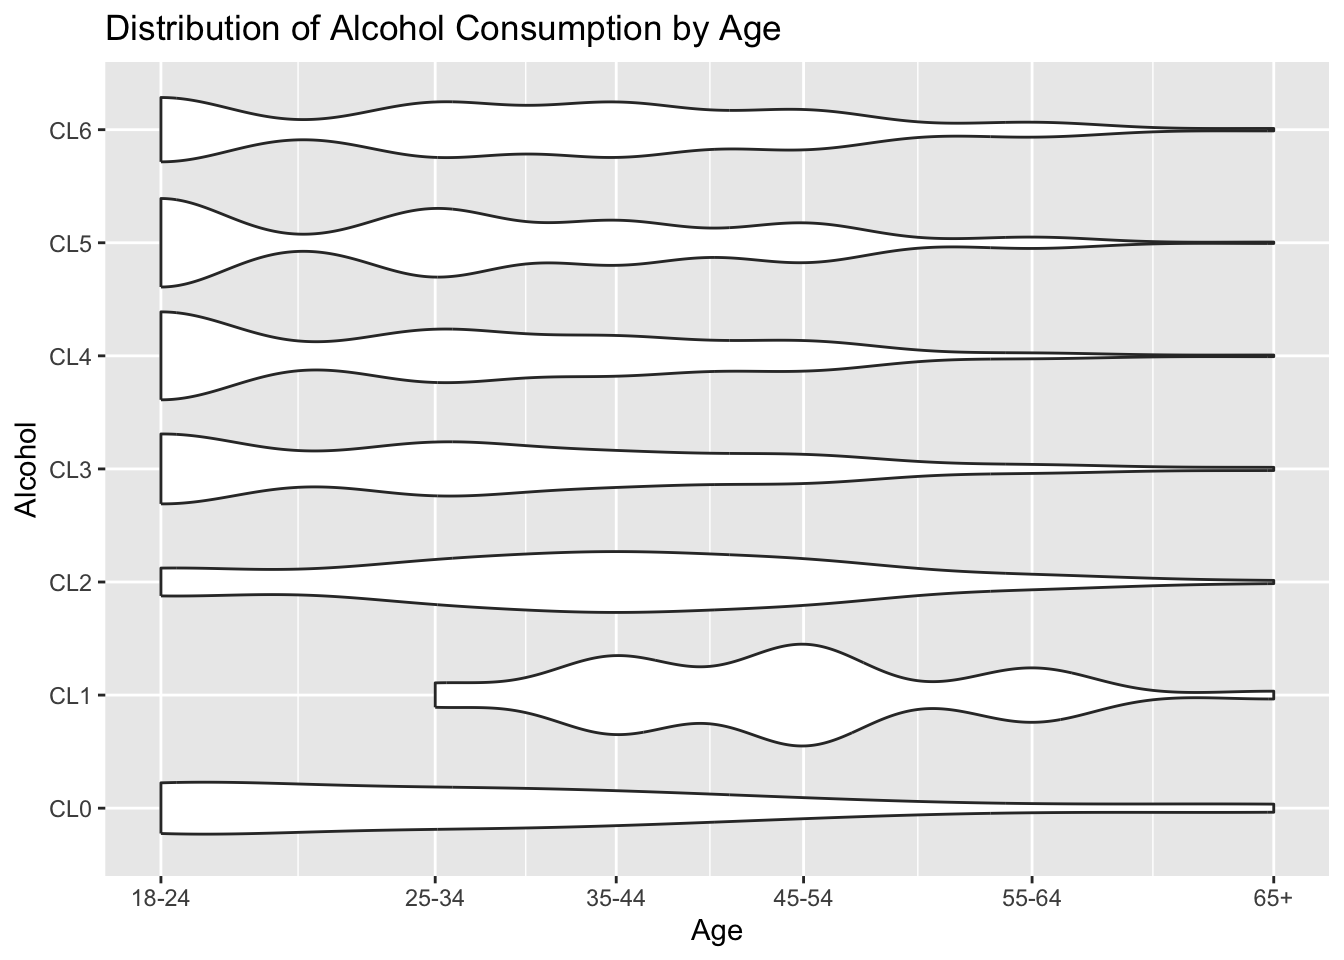 Distribution of Alcohol Consumption by Age
Alcohol
CL6
CL5
CL4
CL3
CL2
CL1
CL0
18-24 25-34 35-44 45-54 55-64 65+
Age